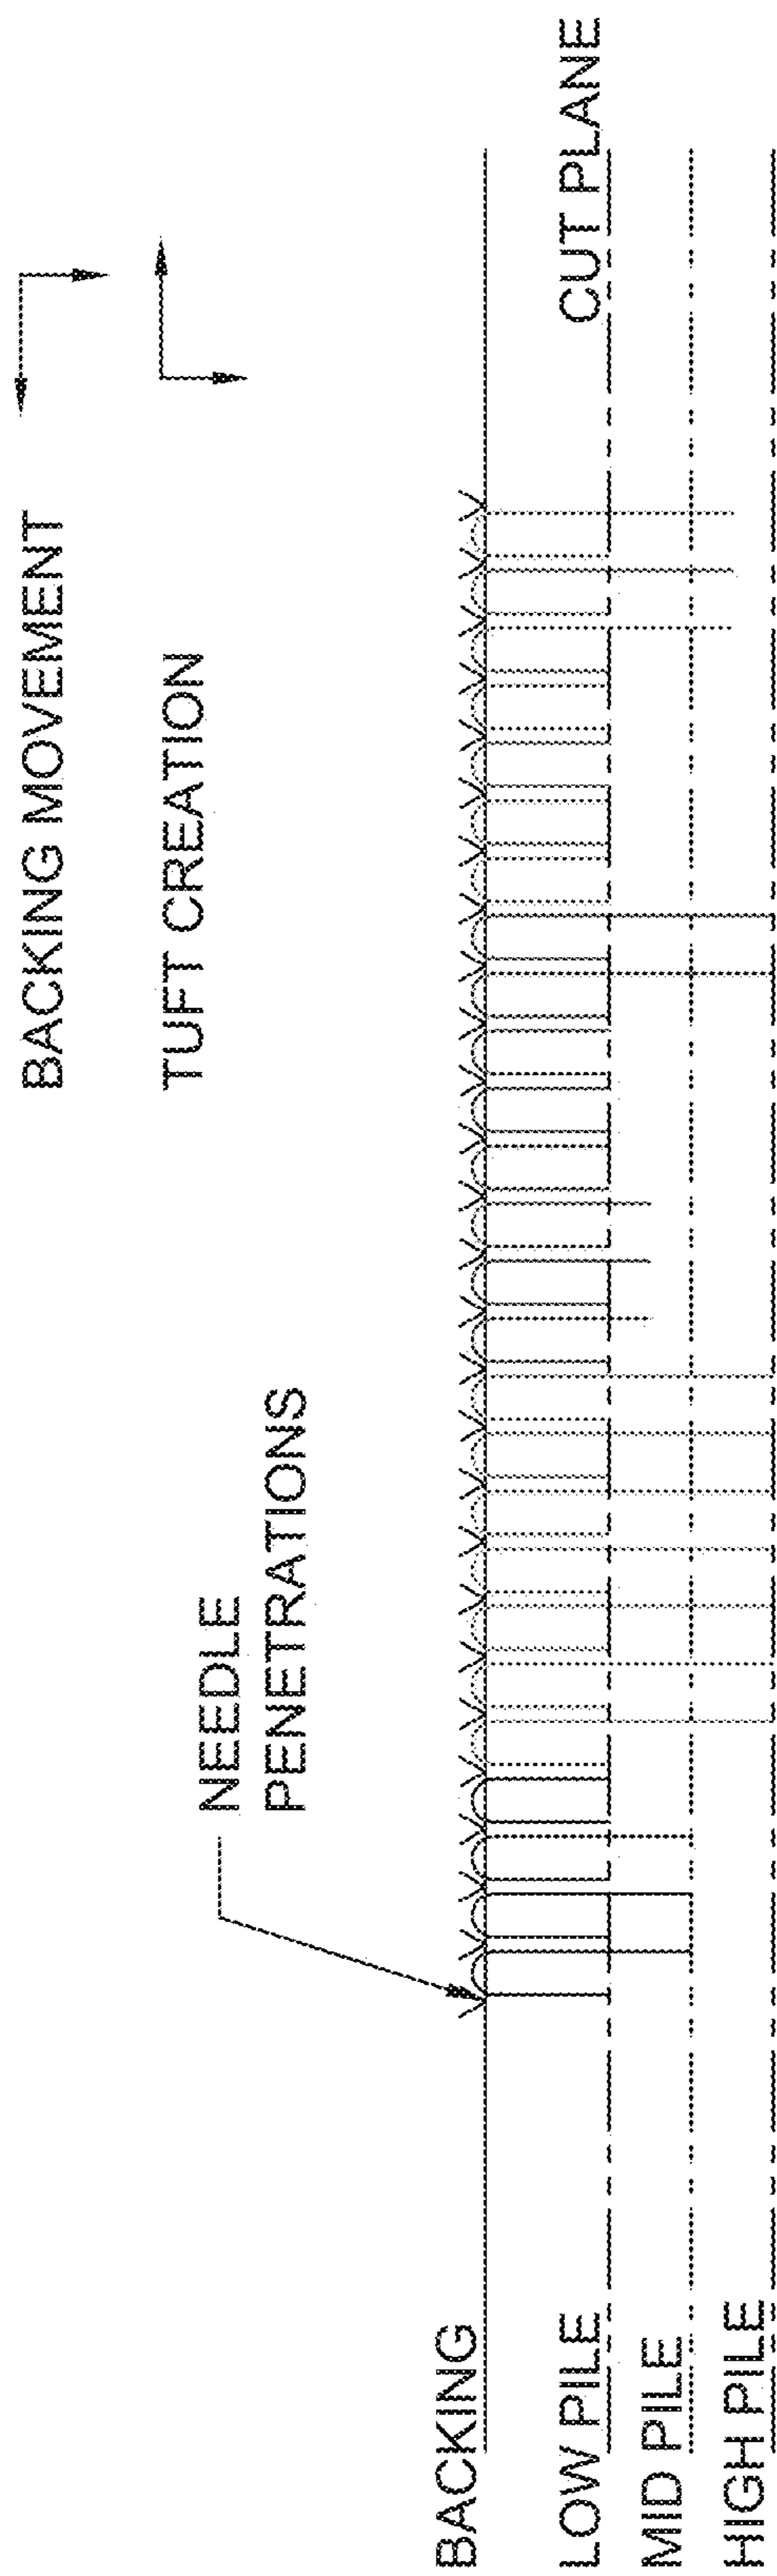 BACKING MOVEMENT
TUFT CREATION
NEEDLE
PENETRATIONS
BACKING
LOW PILE
CUT PLANE
MID PILE
HIGH PILE